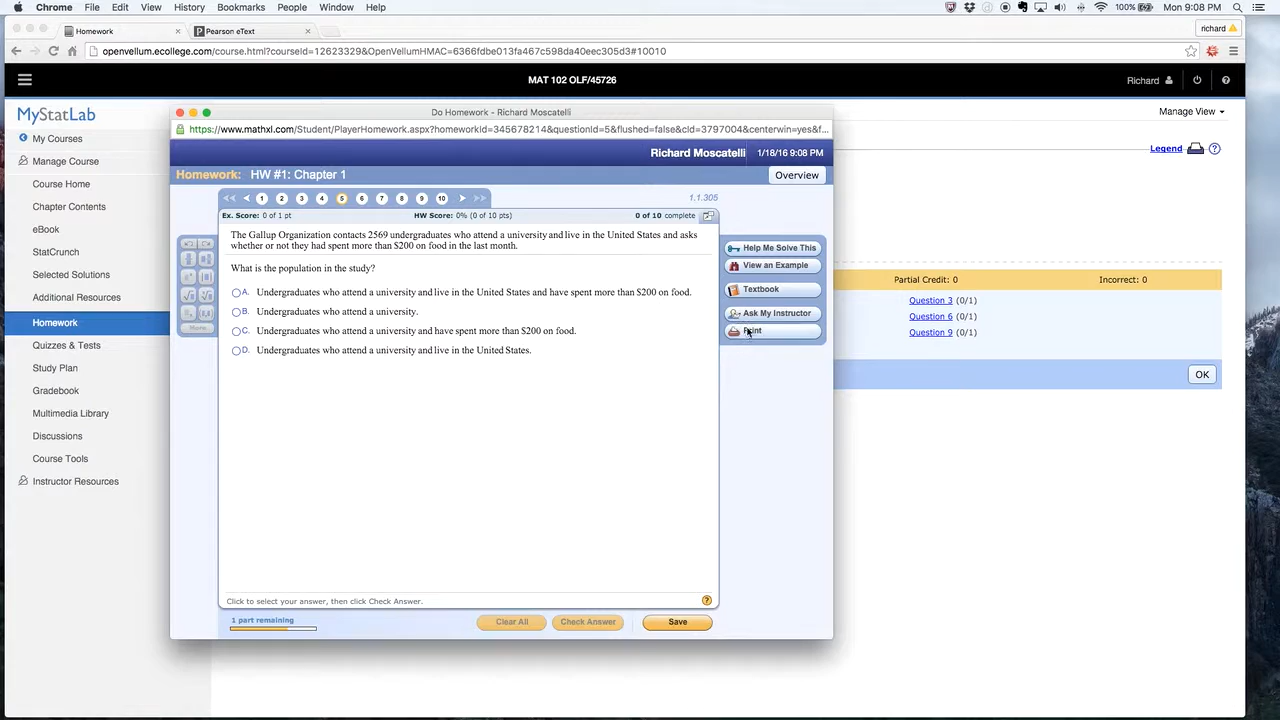 Chrome File Edit View History Bookmarks People Window Help 100% Mon 9:08 PM
Homework Pearson eText richard
openvellum.ecollege.com/course.html?courseId=12623329&OpenVellumHMAC=6366fdbe013fa467c598da40eec305d3#10010
MAT 102 OLF/45726 Richard
MyStatLab Manage View
My Courses
Manage Course
Course Home
Chapter Contents
eBook
StatCrunch
Selected Solutions
Additional Resources
Homework
Quizzes & Tests
Study Plan
Gradebook
Multimedia Library
Discussions
Course Tools
Instructor Resources
Do Homework - Richard Moscatelli
https://www.mathxl.com/Student/PlayerHomework.aspx?homeworkId=345678214&questionId=5&flushed=false&cId=3797004&centerwin=yes&f...
Richard Moscatelli 1/18/16 9:08 PM
Homework: HW #1: Chapter 1 Overview
1 2 3 4 5 6 7 8 9 10 1.1.305
Ex. Score: 0 of 1 pt HW Score: 0% (0 of 10 pts) 0 of 10 complete
The Gallup Organization contacts 2569 undergraduates who attend a university and live in the United States and asks
whether or not they had spent more than $200 on food in the last month.
What is the population in the study?
A. Undergraduates who attend a university and live in the United States and have spent more than $200 on food.
B. Undergraduates who attend a university.
C. Undergraduates who attend a university and have spent more than $200 on food.
D. Undergraduates who attend a university and live in the United States.
More
Help Me Solve This
View an Example
Textbook
Ask My Instructor
Print
Click to select your answer, then click Check Answer.
1 part remaining
Clear All Check Answer Save
Legend
Partial Credit: 0 Incorrect: 0
Question 3 (0/1)
Question 6 (0/1)
Question 9 (0/1)
OK